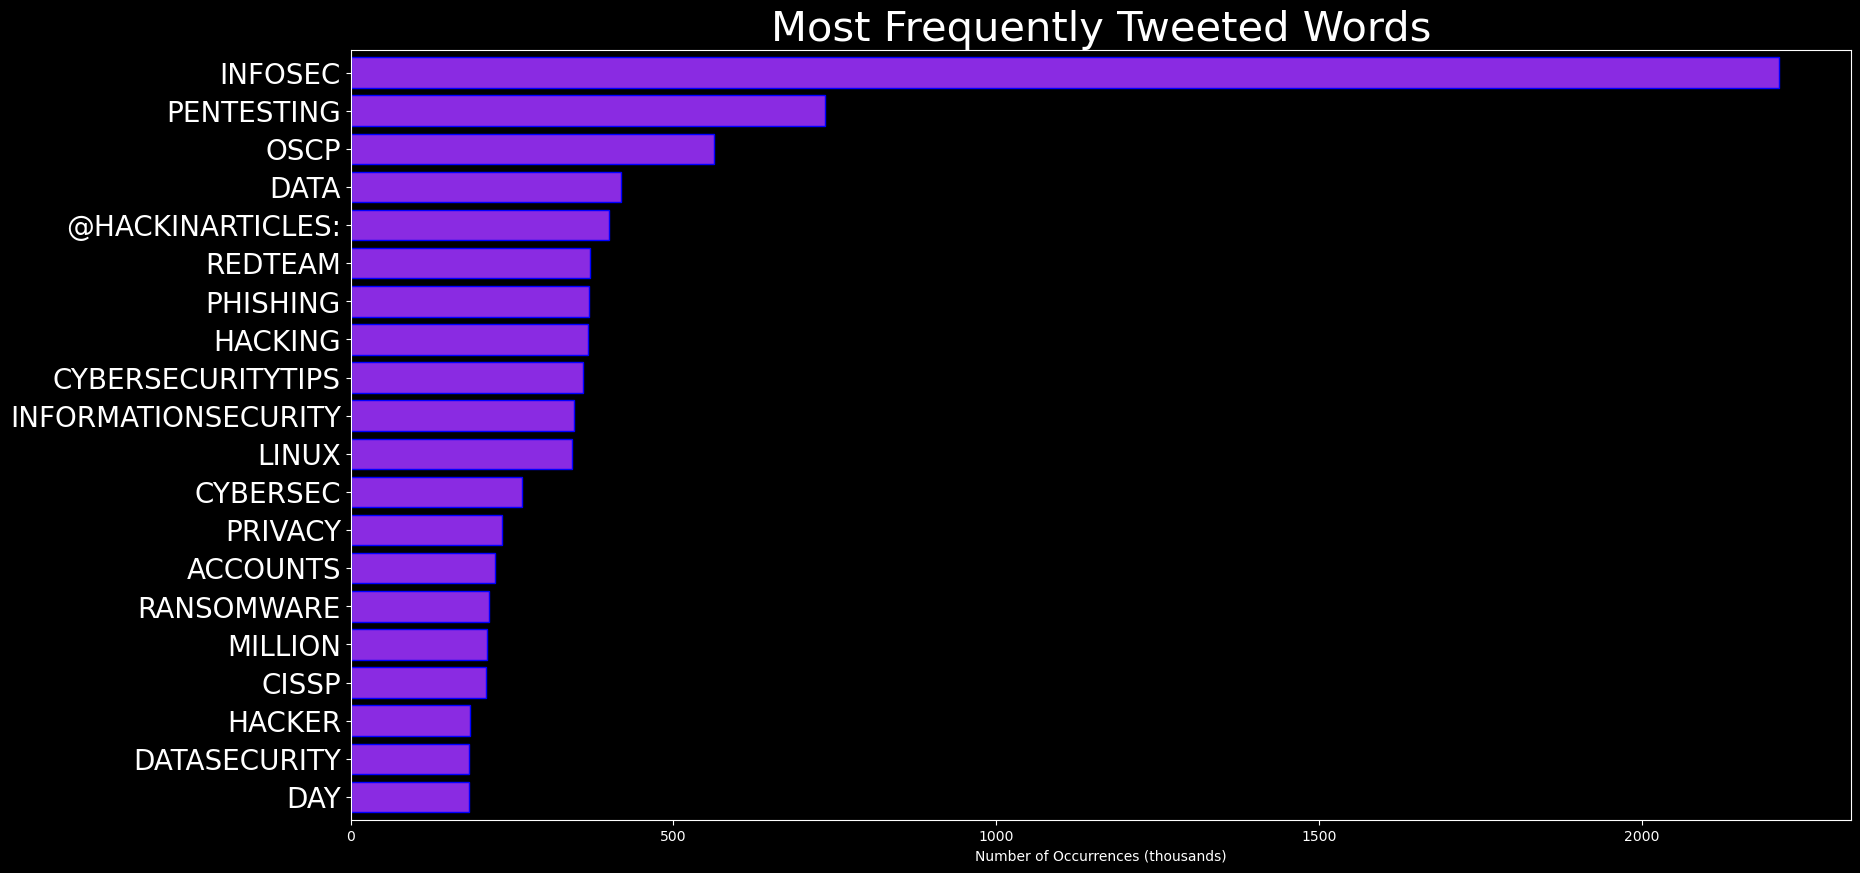 Most Frequently Tweeted Words
INFOSEC
PENTESTING
OSCP
DATA
@HACKINARTICLES:
REDTEAM
PHISHING
HACKING
CYBERSECURITYTIPS
INFORMATIONSECURITY
LINUX
CYBERSEC
PRIVACY
ACCOUNTS
RANSOMWARE
MILLION
CISSP
HACKER
DATASECURITY
DAY
0 500 1000 1500 2000
Number of Occurrences (thousands)